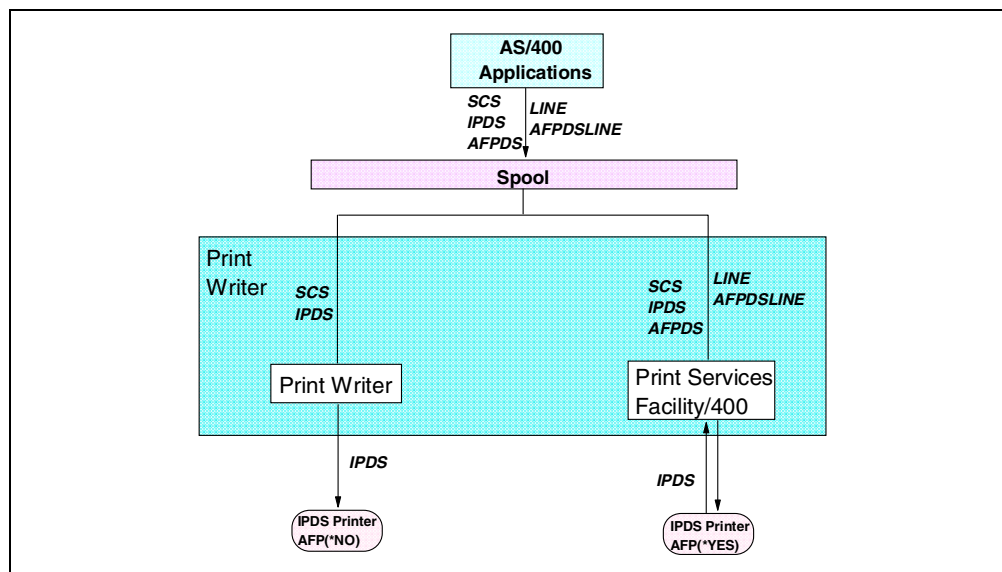 AS/400
Applications
SCS
IPDS
AFPDS
LINE
AFPDSLINE
Spool
Print
Writer
SCS
IPDS
SCS
IPDS
AFPDS
LINE
AFPDSLINE
Print Writer
Print Services
Facility/400
IPDS
IPDS
IPDS Printer
AFP(*NO)
IPDS Printer
AFP(*YES)